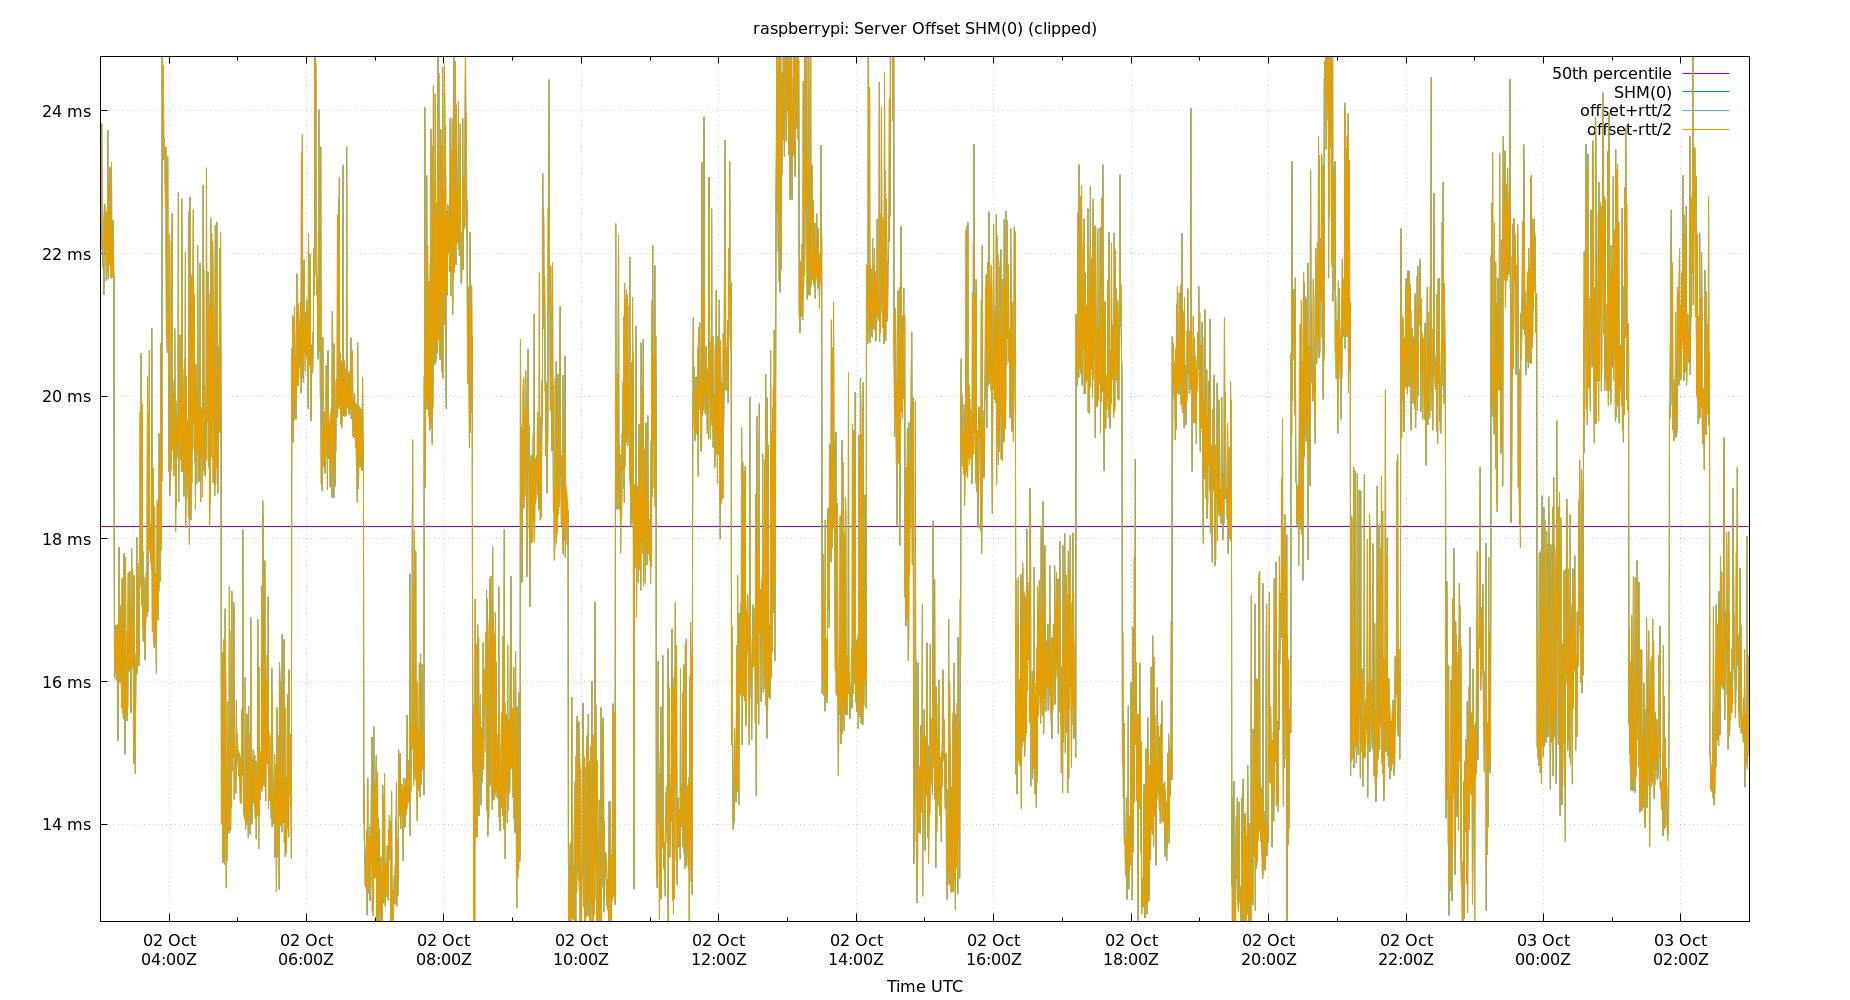 raspberrypi: Server Offset SHM(0) (clipped)
50th percentile
SHM(0)
offset+rtt/2
offset-rtt/2
24 ms
22 ms
20 ms
18 ms
16 ms
14 ms
02 Oct 02 Oct 02 Oct 02 Oct 02 Oct 02 Oct 02 Oct 02 Oct 02 Oct 02 Oct 03 Oct 03 Oct
04:00Z 06:00Z 08:00Z 10:00Z 12:00Z 14:00Z 16:00Z 18:00Z 20:00Z 22:00Z 00:00Z 02:00Z
Time UTC